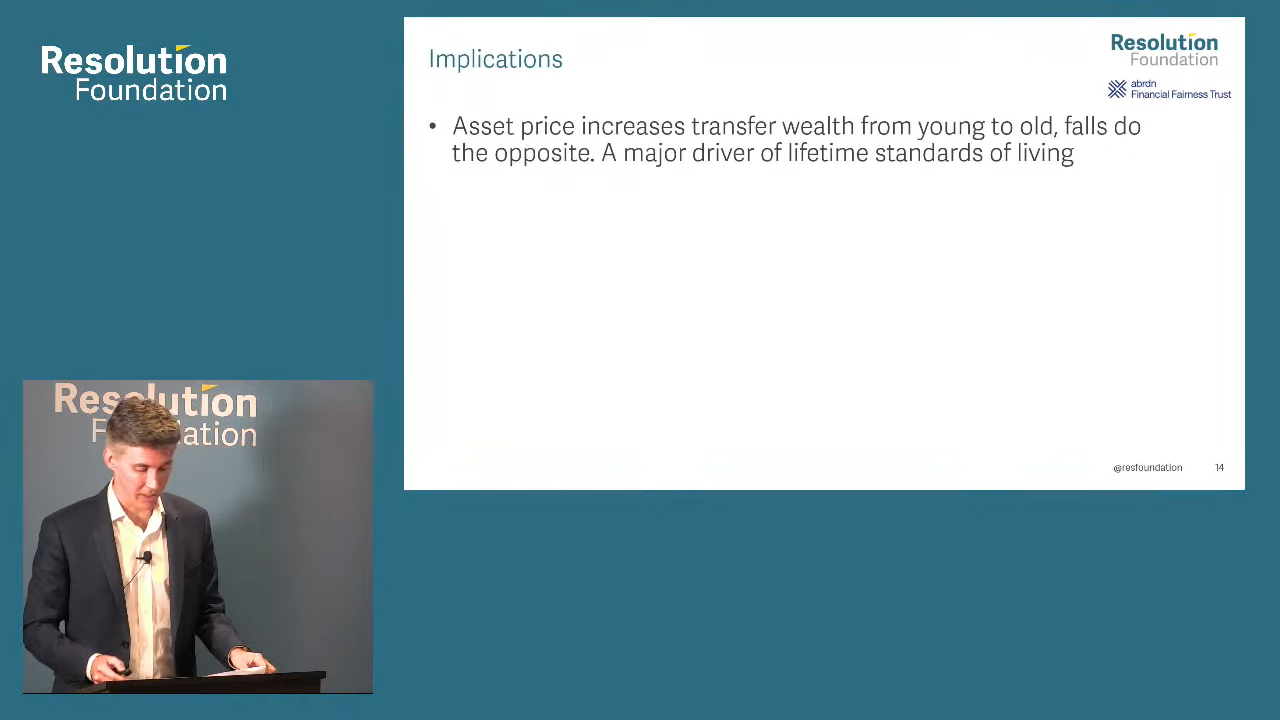 Resolution
Foundation
Implications
Resolution
Foundation
abrdn
Financial Fairness Trust
• Asset price increases transfer wealth from young to old, falls do
the opposite. A major driver of lifetime standards of living
@resfoundation 14
Resolution
Foundation